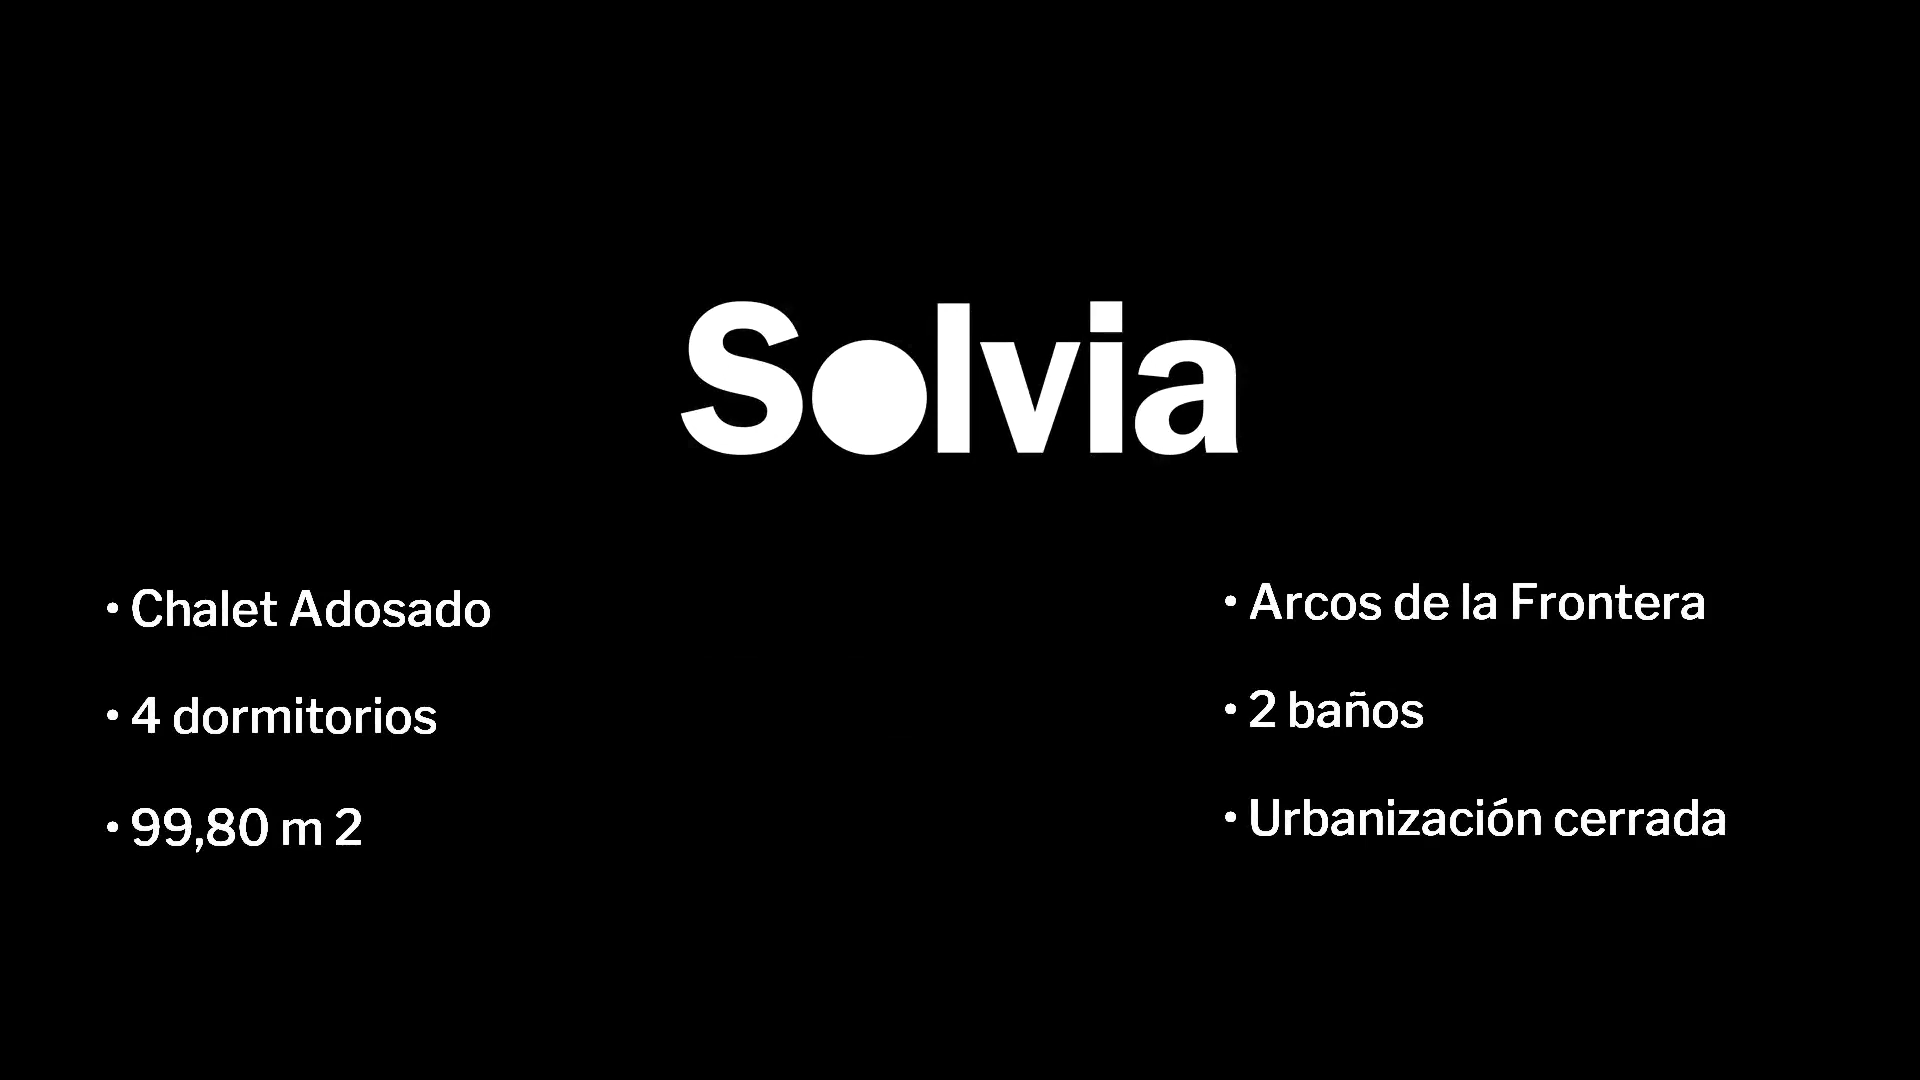 Solvia
• Chalet Adosado
• 4 dormitorios
• 99,80 m 2
• Arcos de la Frontera
• 2 baños
• Urbanización cerrada